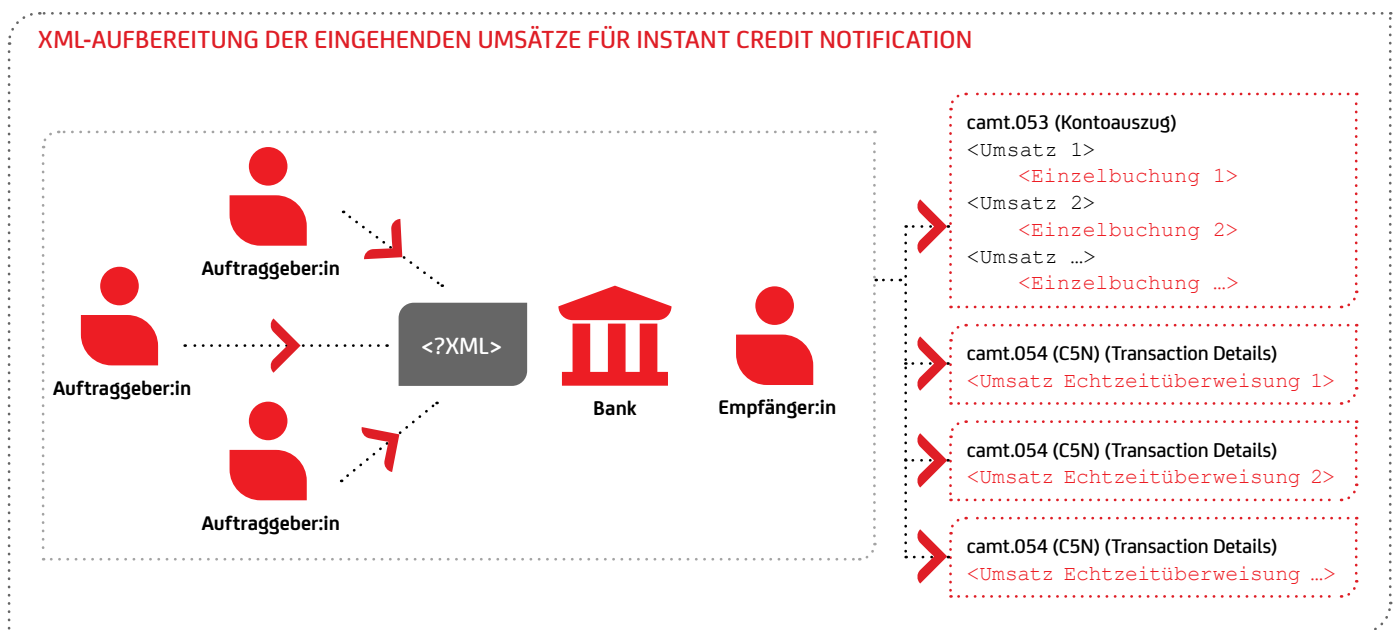 XML-AUFBEREITUNG DER EINGEHENDEN UMSÄTZE FÜR INSTANT CREDIT NOTIFICATION
Auftraggeber:in
Auftraggeber:in
Auftraggeber:in
<?XML>
Bank
Empfänger:in
camt.053 (Kontoauszug)
<Umsatz 1>
<Einzelbuchung 1>
<Umsatz 2>
<Einzelbuchung 2>
<Umsatz …>
<Einzelbuchung …>
camt.054 (C5N) (Transaction Details)
<Umsatz Echtzeitüberweisung 1>
camt.054 (C5N) (Transaction Details)
<Umsatz Echtzeitüberweisung 2>
camt.054 (C5N) (Transaction Details)
<Umsatz Echtzeitüberweisung …>